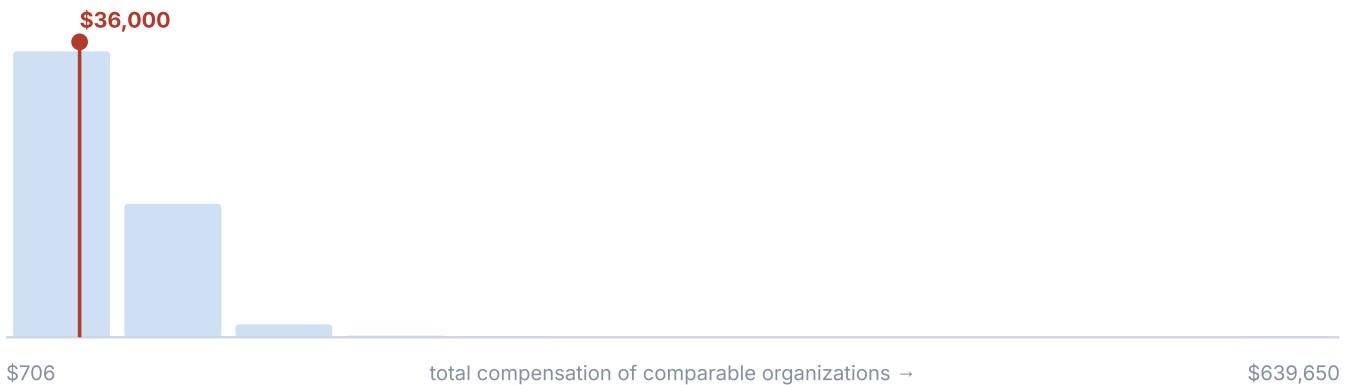 $36,000
$706
total compensation of comparable organizations →
$639,650